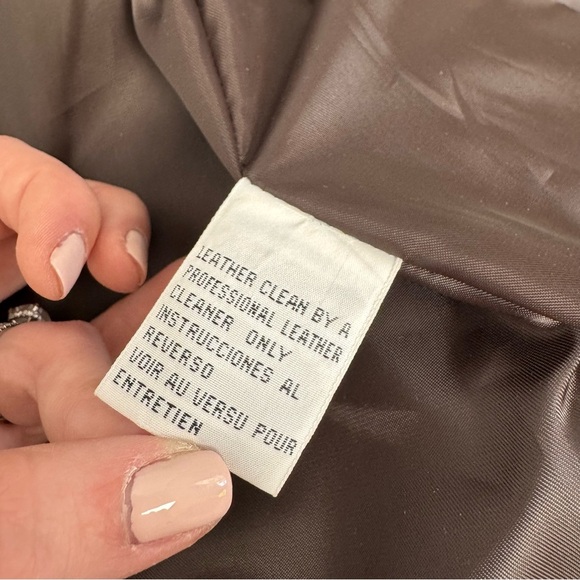 LEATHER CLEAN BY A
PROFESSIONAL LEATHER
CLEANER ONLY
INSTRUCCIONES AL
REVERSO
VOIR AU VERSU POUR
ENTRETIEN